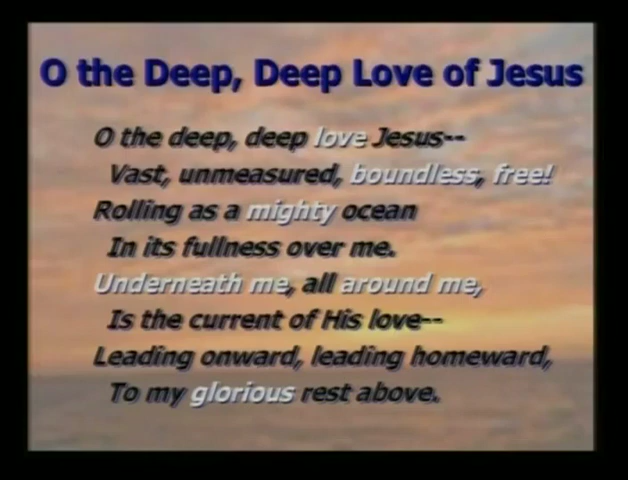 O the Deep, Deep Love of Jesus
O the deep, deep love Jesus--
Vast, unmeasured, boundless, free!
Rolling as a mighty ocean
In its fullness over me.
Underneath me, all around me,
Is the current of His love--
Leading onward, leading homeward,
To my glorious rest above.